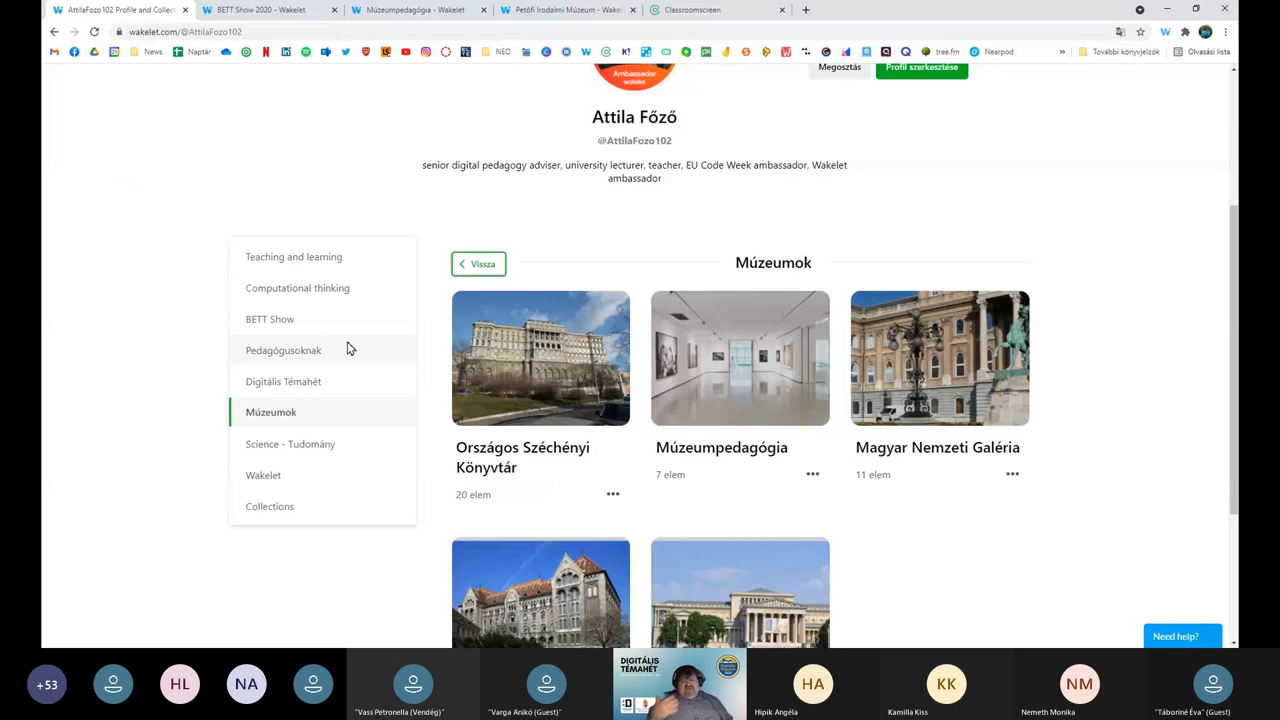 AttilaFozo102 Profile and Collect
BETT Show 2020 - Wakelet
Múzeumpedagógia - Wakelet
Petőfi Irodalmi Múzeum - Wake
Classroomscreen
wakelet.com/@AttilaFozo102
News
Naptár
NEO
tree.fm
Nearpod
További könyvjelzők
Olvasási lista
Ambassador
wakelet
Megosztás
Profil szerkesztése
Attila Főző
@AttilaFozo102
senior digital pedagogy adviser, university lecturer, teacher, EU Code Week ambassador, Wakelet
ambassador
Teaching and learning
Computational thinking
BETT Show
Pedagógusoknak
Digitális Témahét
Múzeumok
Science - Tudomány
Wakelet
Collections
Vissza
Múzeumok
Országos Széchényi
Könyvtár
20 elem
Múzeumpedagógia
7 elem
Magyar Nemzeti Galéria
11 elem
Need help?
+53
HL
NA
"Vass Petronella (Vendég)"
"Varga Anikó (Guest)"
DIGITÁLIS
TÉMAHÉT
HA
Hipik Angéla
KK
Kamilla Kiss
NM
Nemeth Monika
"Táboriné Éva" (Guest)